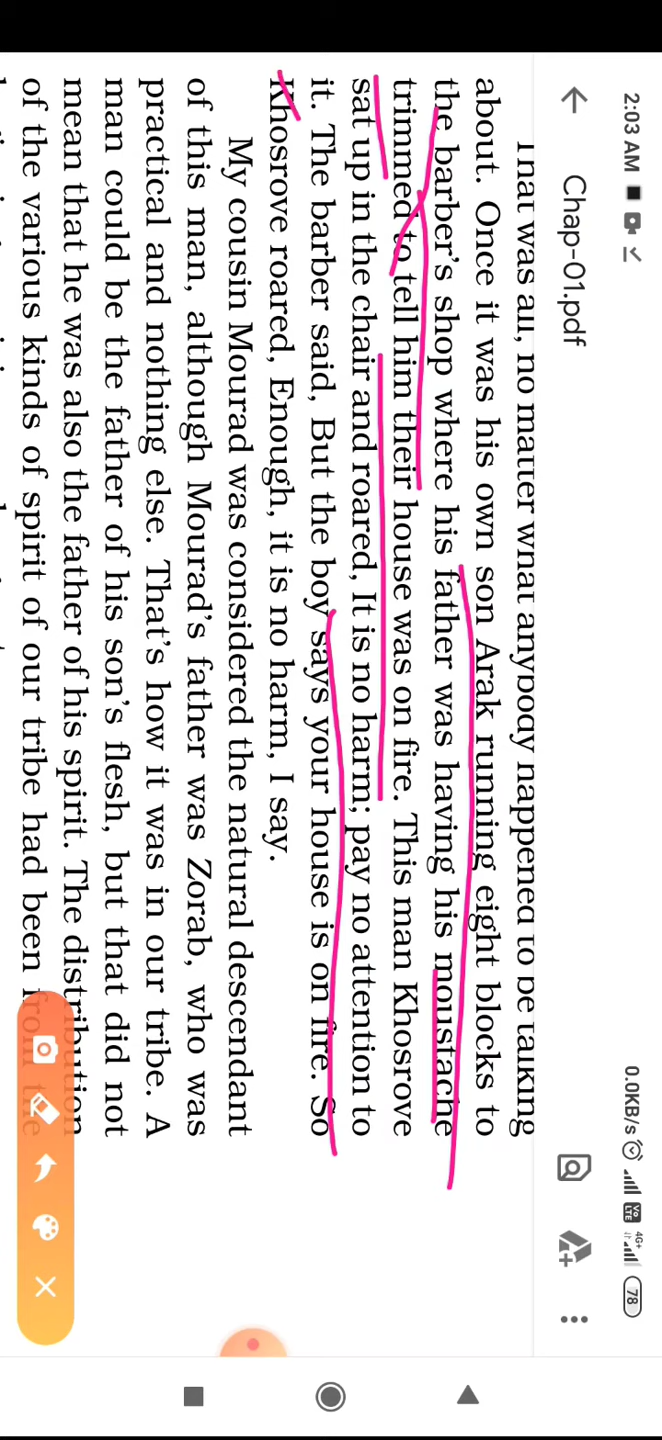 2:03 AM
0.0KB/s
Vo LTE
4G+
78
Chap-01.pdf
That was all, no matter what anybody happened to be talking
about. Once it was his own son Arak running eight blocks to
the barber's shop where his father was having his moustache
trimmed to tell him their house was on fire. This man Khosrove
sat up in the chair and roared, It is no harm; pay no attention to
it. The barber said, But the boy says your house is on fire. So
Khosrove roared, Enough, it is no harm, I say.
My cousin Mourad was considered the natural descendant
of this man, although Mourad's father was Zorab, who was
practical and nothing else. That's how it was in our tribe. A
man could be the father of his son's flesh, but that did not
mean that he was also the father of his spirit. The distribution
of the various kinds of spirit of our tribe had been from the